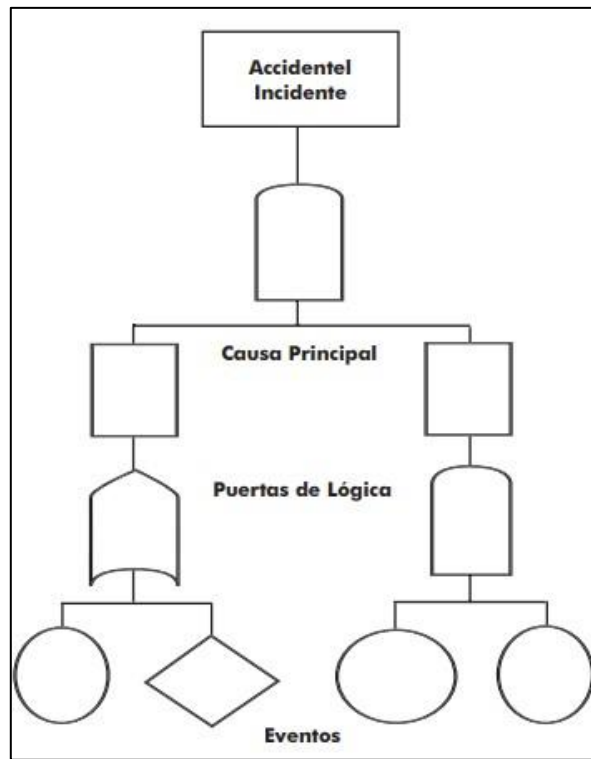 Accidentel
Incidente
Causa Principal
Puertas de Lógica
Eventos